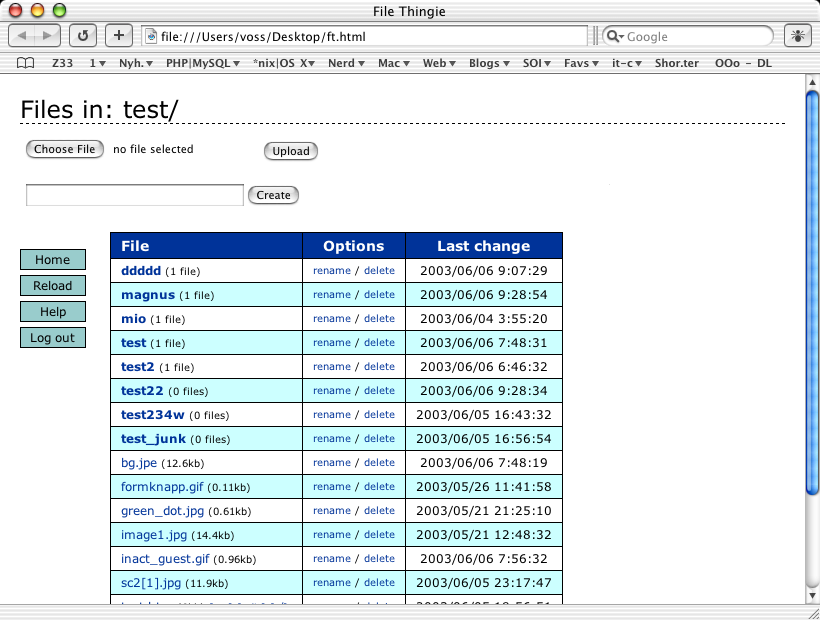 File Thingie
file:///Users/voss/Desktop/ft.html
Google
Z33 1 Nyh. PHP|MySQL *nix|OS X Nerd Mac Web Blogs SOI Favs it-c Shor.ter OOo - DL
Files in: test/
Choose File no file selected Upload
Create
File Options Last change
Home
Reload
Help
Log out
ddddd (1 file) rename / delete 2003/06/06 9:07:29
magnus (1 file) rename / delete 2003/06/06 9:28:54
mio (1 file) rename / delete 2003/06/04 3:55:20
test (1 file) rename / delete 2003/06/06 7:48:31
test2 (1 file) rename / delete 2003/06/06 6:46:32
test22 (0 files) rename / delete 2003/06/06 9:28:34
test234w (0 files) rename / delete 2003/06/05 16:43:32
test_junk (0 files) rename / delete 2003/06/05 16:56:54
bg.jpe (12.6kb) rename / delete 2003/06/06 7:48:19
formknapp.gif (0.11kb) rename / delete 2003/05/26 11:41:58
green_dot.jpg (0.61kb) rename / delete 2003/05/21 21:25:10
image1.jpg (14.4kb) rename / delete 2003/05/21 12:48:32
inact_guest.gif (0.96kb) rename / delete 2003/06/06 7:56:32
sc2[1].jpg (11.9kb) rename / delete 2003/06/05 23:17:47